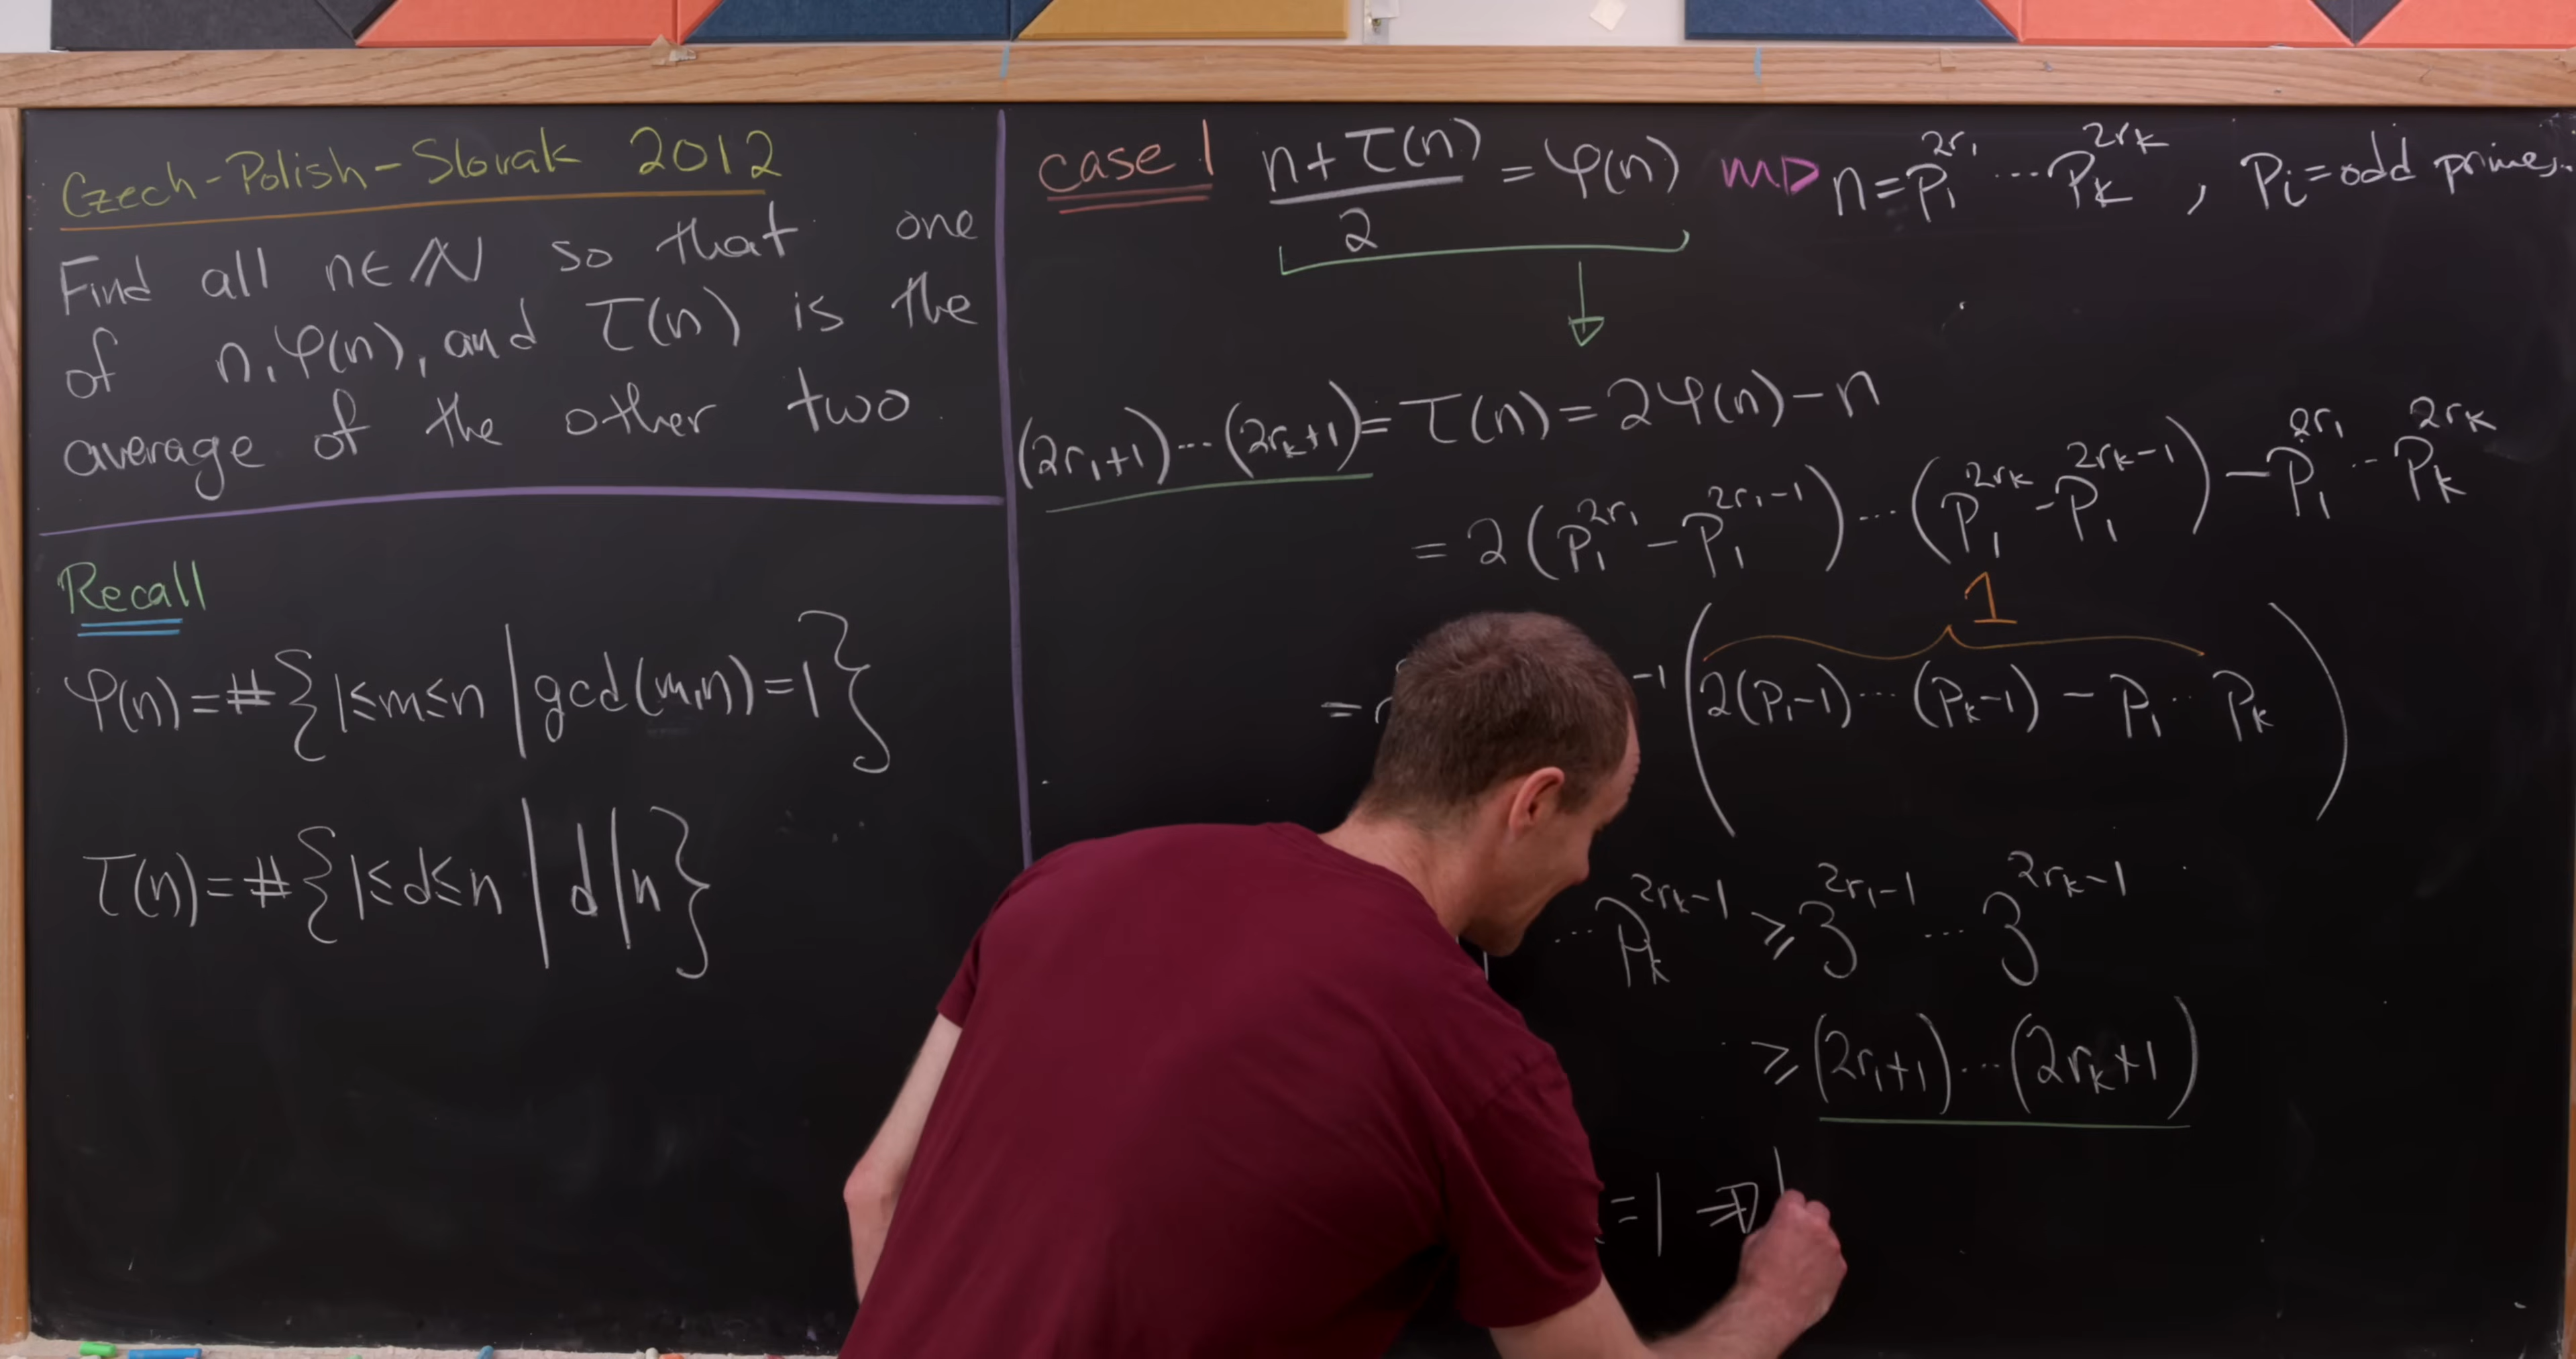 Czech-Polish-Slovak 2012
Find all n∈ℕ so that one
of n, φ(n), and τ(n) is the
average of the other two
Recall
φ(n) = #{1≤m≤n | gcd(m,n)=1}
τ(n) = #{1≤d≤n | d|n}
case 1 (n+τ(n))/2 = φ(n) ⇝ n = p₁^{2r₁} ⋯ p_k^{2r_k}, p_i = odd primes.
(2r₁+1)⋯(2r_k+1) = τ(n) = 2φ(n) − n
= 2(p₁^{2r₁} − p₁^{2r₁−1}) ⋯ (p₁^{2r_k} − p₁^{2r_k−1}) − p₁^{2r₁} ⋯ p_k^{2r_k}
1
= −1 (2(p₁−1)⋯(p_k−1) − p₁ ⋯ p_k)
⋯ p_k^{2r_k−1} ≥ 3^{2r₁−1} ⋯ 3^{2r_k−1}
≥ (2r₁+1)⋯(2r_k+1)
=1 ⇒